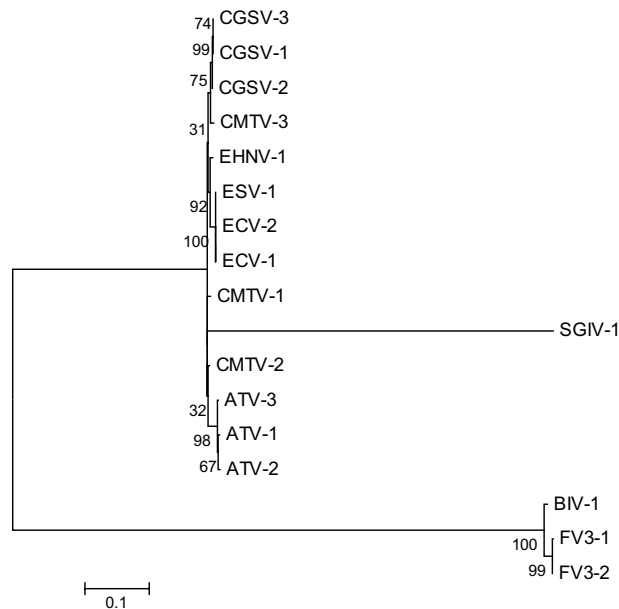 CGSV-3
74
CGSV-1
99
75
CGSV-2
CMTV-3
31
EHNV-1
ESV-1
92
ECV-2
100
ECV-1
CMTV-1
SGIV-1
CMTV-2
ATV-3
32
ATV-1
98
ATV-2
67
BIV-1
FV3-1
100
FV3-2
99
0.1